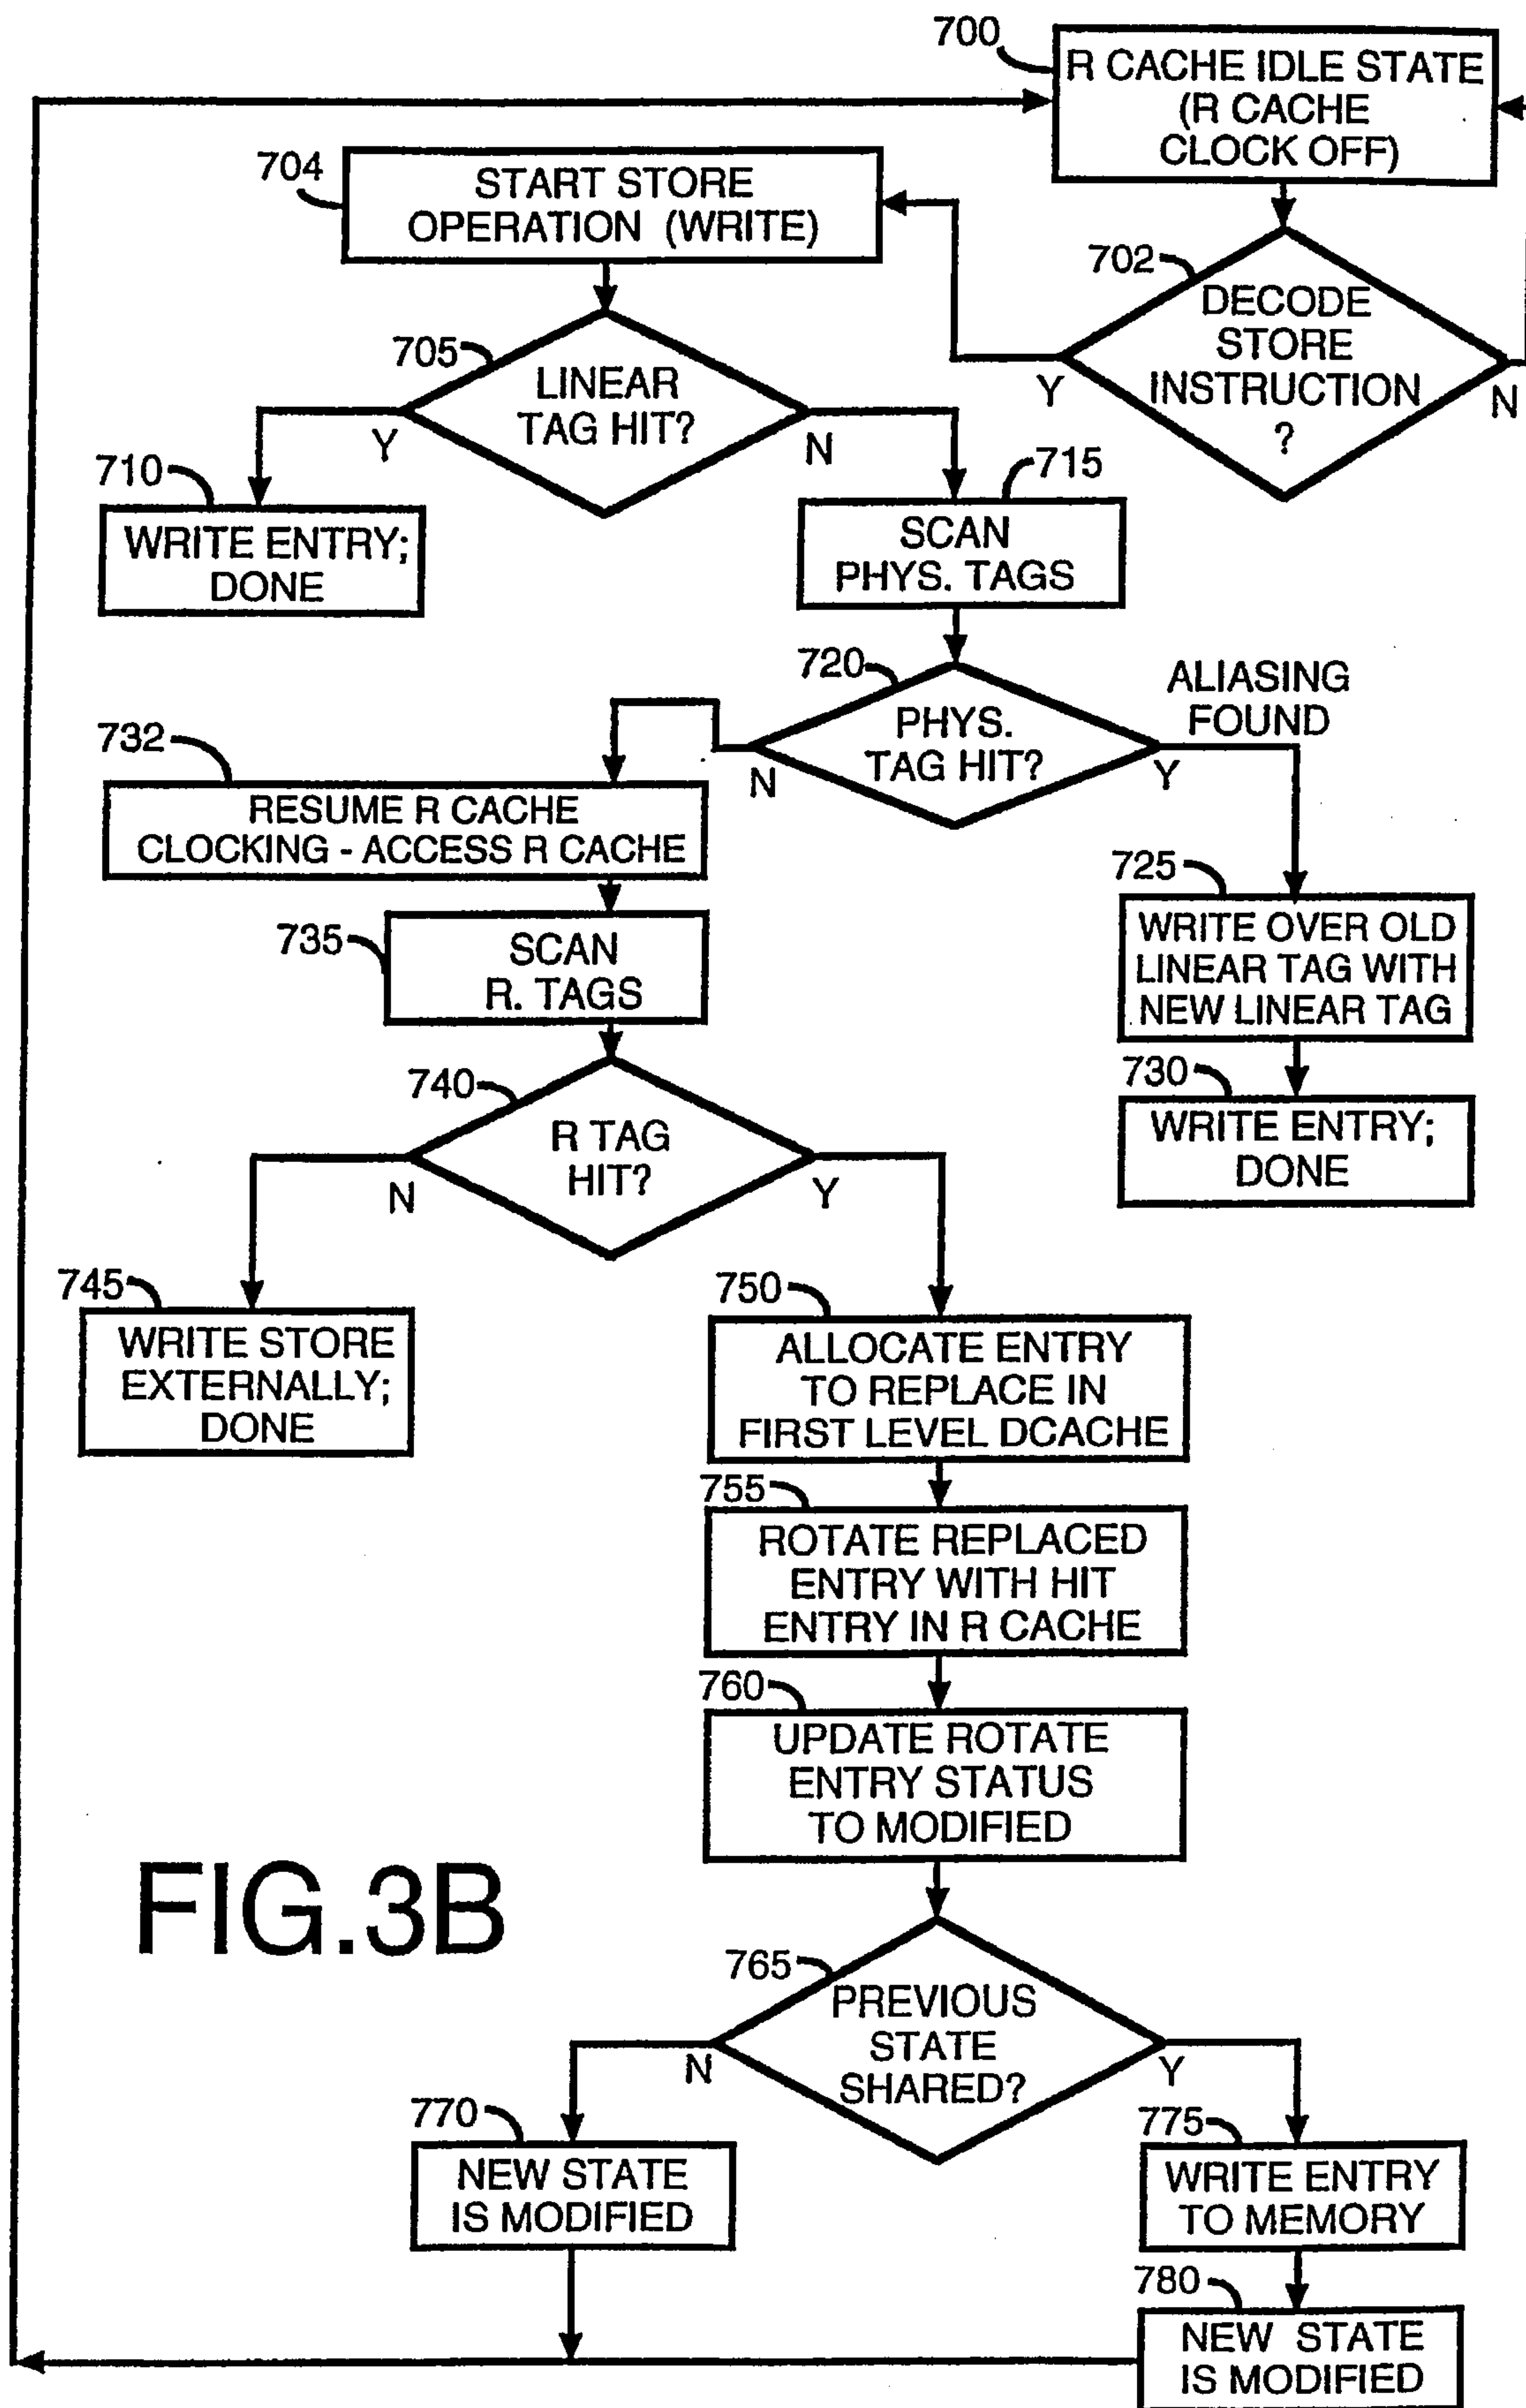 700
R CACHE IDLE STATE
(R CACHE
CLOCK OFF)
704
START STORE
OPERATION (WRITE)
702
DECODE
STORE
INSTRUCTION
?
Y
N
705
LINEAR
TAG HIT?
Y
N
710
WRITE ENTRY;
DONE
715
SCAN
PHYS. TAGS
720
PHYS.
TAG HIT?
N
Y
ALIASING
FOUND
732
RESUME R CACHE
CLOCKING - ACCESS R CACHE
725
WRITE OVER OLD
LINEAR TAG WITH
NEW LINEAR TAG
735
SCAN
R. TAGS
730
WRITE ENTRY;
DONE
740
R TAG
HIT?
N
Y
745
WRITE STORE
EXTERNALLY;
DONE
750
ALLOCATE ENTRY
TO REPLACE IN
FIRST LEVEL DCACHE
755
ROTATE REPLACED
ENTRY WITH HIT
ENTRY IN R CACHE
760
UPDATE ROTATE
ENTRY STATUS
TO MODIFIED
FIG.3B
765
PREVIOUS
STATE
SHARED?
N
Y
770
NEW STATE
IS MODIFIED
775
WRITE ENTRY
TO MEMORY
780
NEW STATE
IS MODIFIED